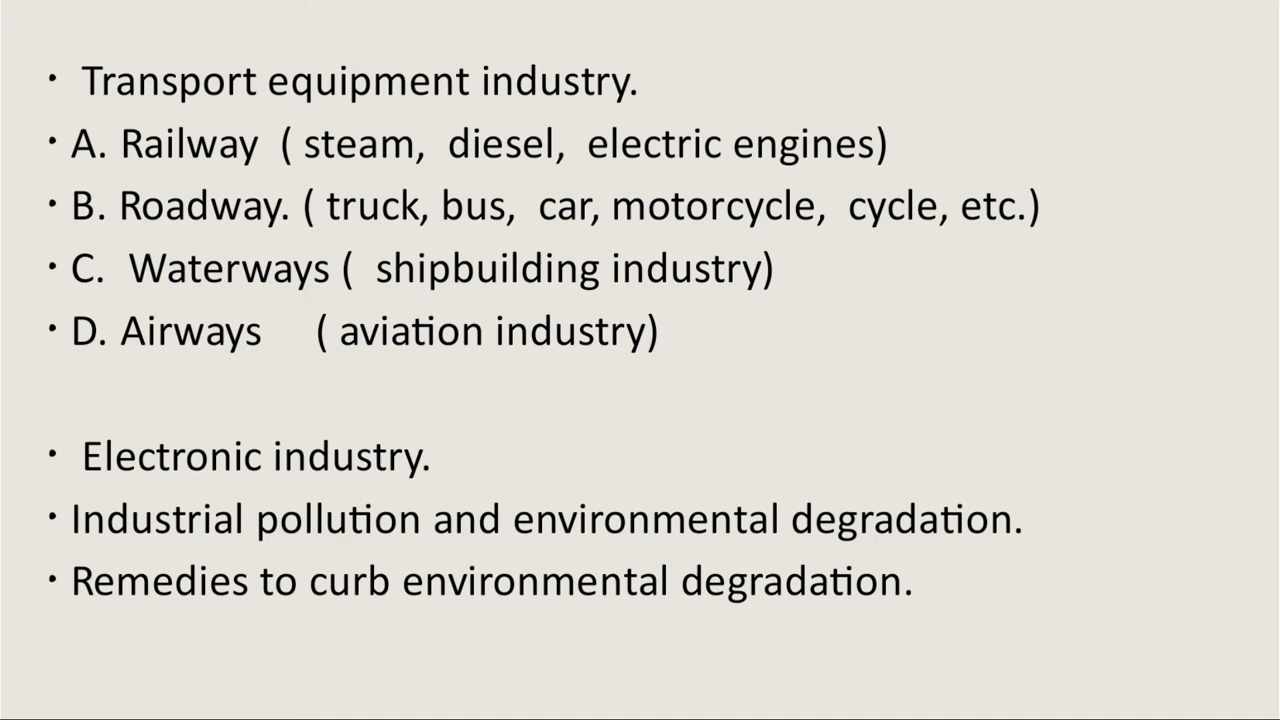 • Transport equipment industry.
• A. Railway ( steam, diesel, electric engines)
• B. Roadway. ( truck, bus, car, motorcycle, cycle, etc.)
• C. Waterways ( shipbuilding industry)
• D. Airways ( aviation industry)
• Electronic industry.
• Industrial pollution and environmental degradation.
• Remedies to curb environmental degradation.